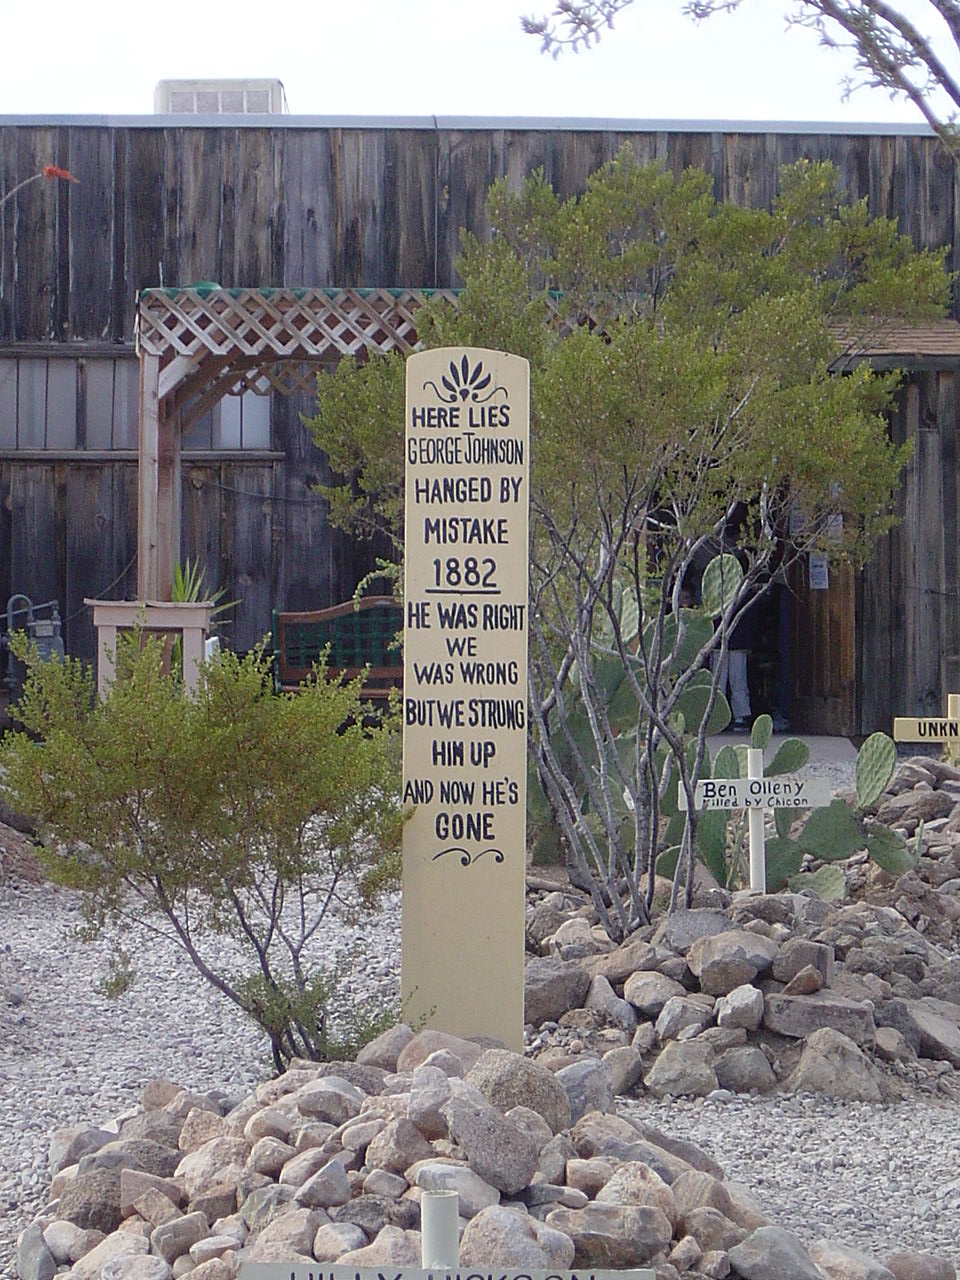 HERE LIES
GEORGE JOHNSON
HANGED BY
MISTAKE
1882
HE WAS RIGHT
WE
WAS WRONG
BUT WE STRUNG
HIM UP
AND NOW HE'S
GONE
UNKN
Ben Olleny
Killed by Chicon